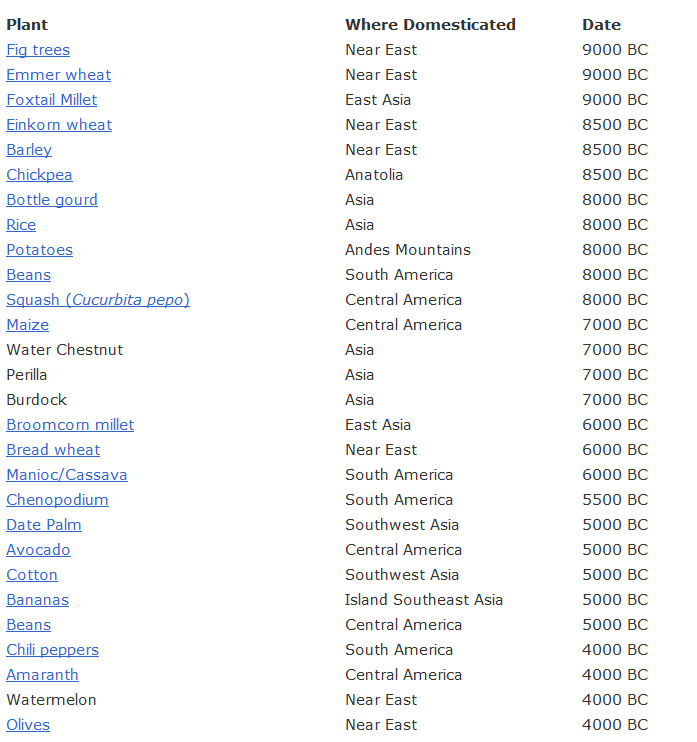 Plant Where Domesticated Date
Fig trees Near East 9000 BC
Emmer wheat Near East 9000 BC
Foxtail Millet East Asia 9000 BC
Einkorn wheat Near East 8500 BC
Barley Near East 8500 BC
Chickpea Anatolia 8500 BC
Bottle gourd Asia 8000 BC
Rice Asia 8000 BC
Potatoes Andes Mountains 8000 BC
Beans South America 8000 BC
Squash (Cucurbita pepo) Central America 8000 BC
Maize Central America 7000 BC
Water Chestnut Asia 7000 BC
Perilla Asia 7000 BC
Burdock Asia 7000 BC
Broomcorn millet East Asia 6000 BC
Bread wheat Near East 6000 BC
Manioc/Cassava South America 6000 BC
Chenopodium South America 5500 BC
Date Palm Southwest Asia 5000 BC
Avocado Central America 5000 BC
Cotton Southwest Asia 5000 BC
Bananas Island Southeast Asia 5000 BC
Beans Central America 5000 BC
Chili peppers South America 4000 BC
Amaranth Central America 4000 BC
Watermelon Near East 4000 BC
Olives Near East 4000 BC